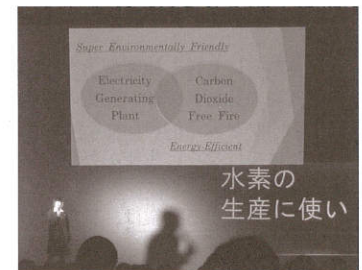 Super Environmentally Friendly
Electricity
Generating
Plant
Carbon
Dioxide
Free Fire
Energy Efficient
水素の
生産に使い